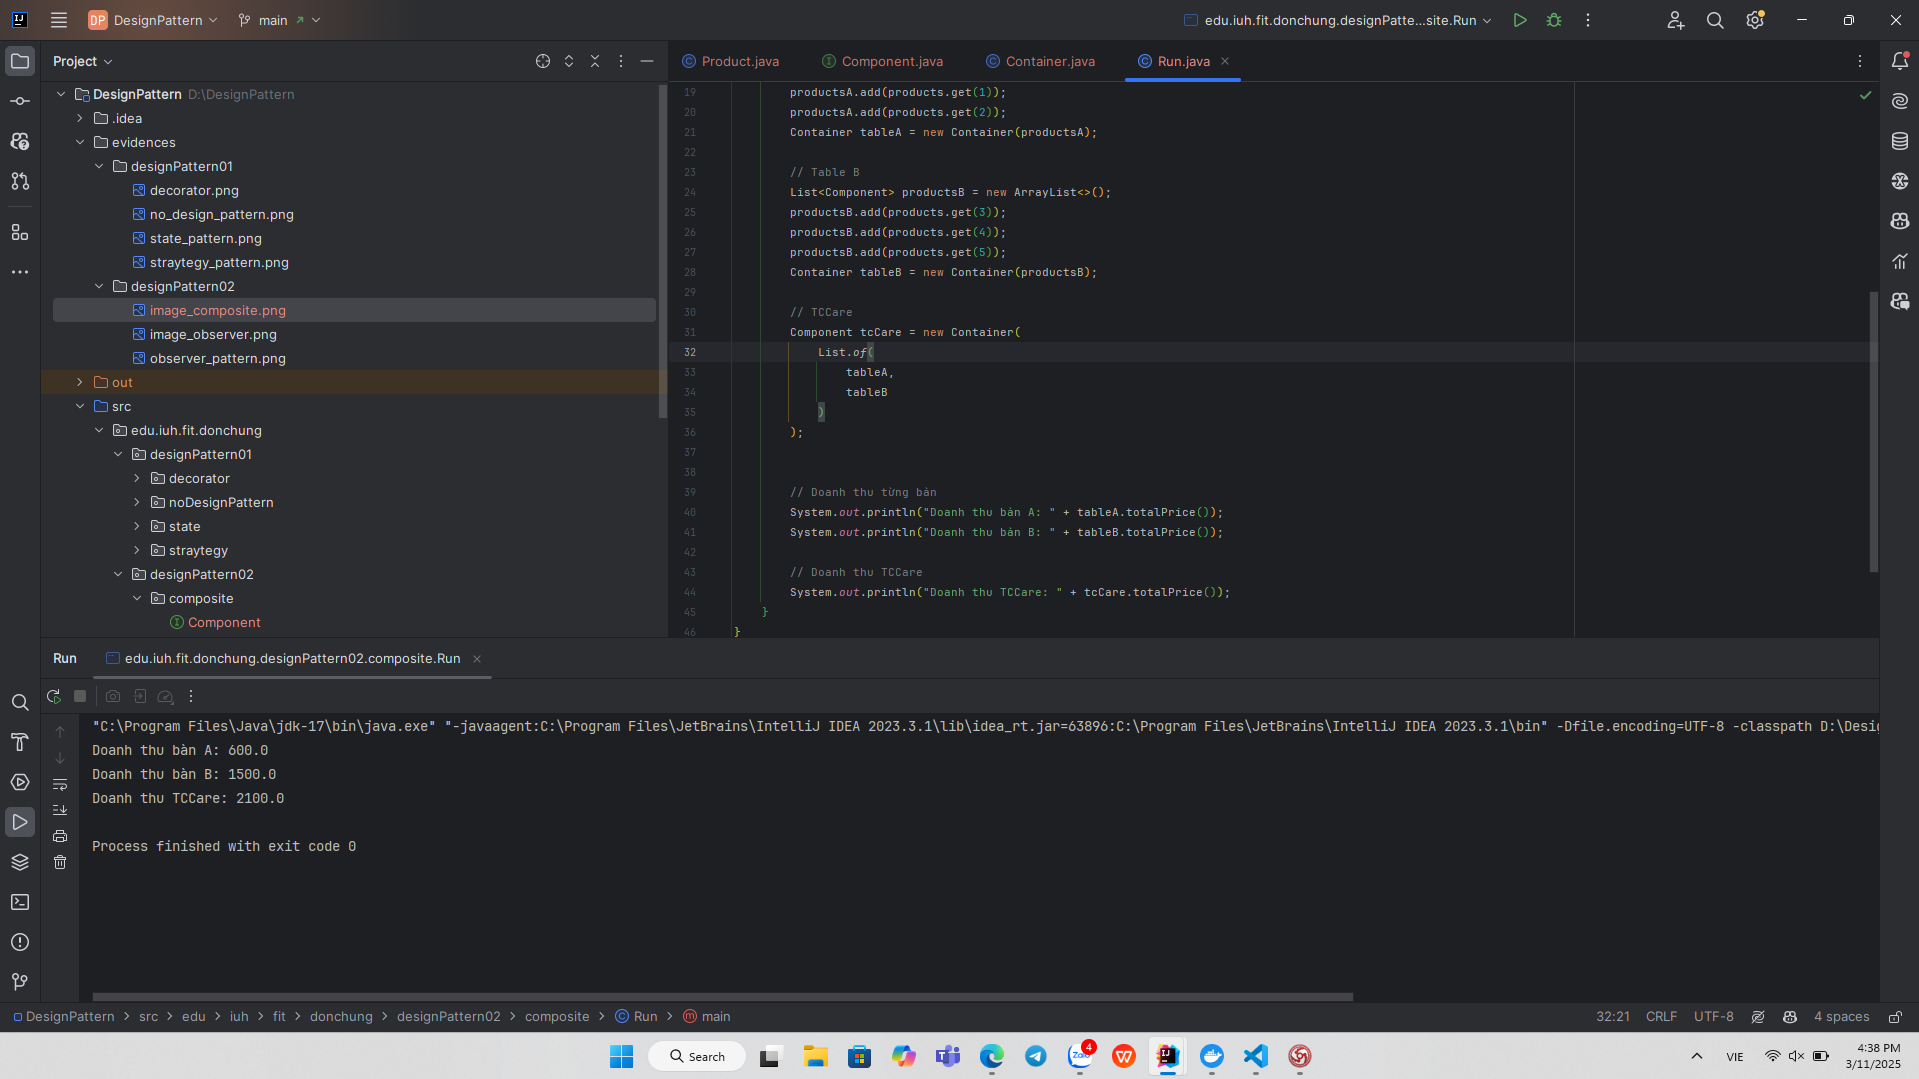 DP DesignPattern main edu.iuh.fit.donchung.designPatte...site.Run
Project
DesignPattern D:\DesignPattern
.idea
evidences
designPattern01
decorator.png
no_design_pattern.png
state_pattern.png
straytegy_pattern.png
designPattern02
image_composite.png
image_observer.png
observer_pattern.png
out
src
edu.iuh.fit.donchung
designPattern01
decorator
noDesignPattern
state
straytegy
designPattern02
composite
Component
Product.java Component.java Container.java Run.java
19 productsA.add(products.get(1));
20 productsA.add(products.get(2));
21 Container tableA = new Container(productsA);
22
23 // Table B
24 List<Component> productsB = new ArrayList<>();
25 productsB.add(products.get(3));
26 productsB.add(products.get(4));
27 productsB.add(products.get(5));
28 Container tableB = new Container(productsB);
29
30 // TCCare
31 Component tcCare = new Container(
32 List.of(
33 tableA,
34 tableB
35 )
36 );
37
38
39 // Doanh thu từng bàn
40 System.out.println("Doanh thu bàn A: " + tableA.totalPrice());
41 System.out.println("Doanh thu bàn B: " + tableB.totalPrice());
42
43 // Doanh thu TCCare
44 System.out.println("Doanh thu TCCare: " + tcCare.totalPrice());
45 }
46 }
Run edu.iuh.fit.donchung.designPattern02.composite.Run
"C:\Program Files\Java\jdk-17\bin\java.exe" "-javaagent:C:\Program Files\JetBrains\IntelliJ IDEA 2023.3.1\lib\idea_rt.jar=63896:C:\Program Files\JetBrains\IntelliJ IDEA 2023.3.1\bin" -Dfile.encoding=UTF-8 -classpath D:\Desig
Doanh thu bàn A: 600.0
Doanh thu bàn B: 1500.0
Doanh thu TCCare: 2100.0
Process finished with exit code 0
DesignPattern src edu iuh fit donchung designPattern02 composite Run main 32:21 CRLF UTF-8 4 spaces
Search 4 VIE 4:38 PM
3/11/2025